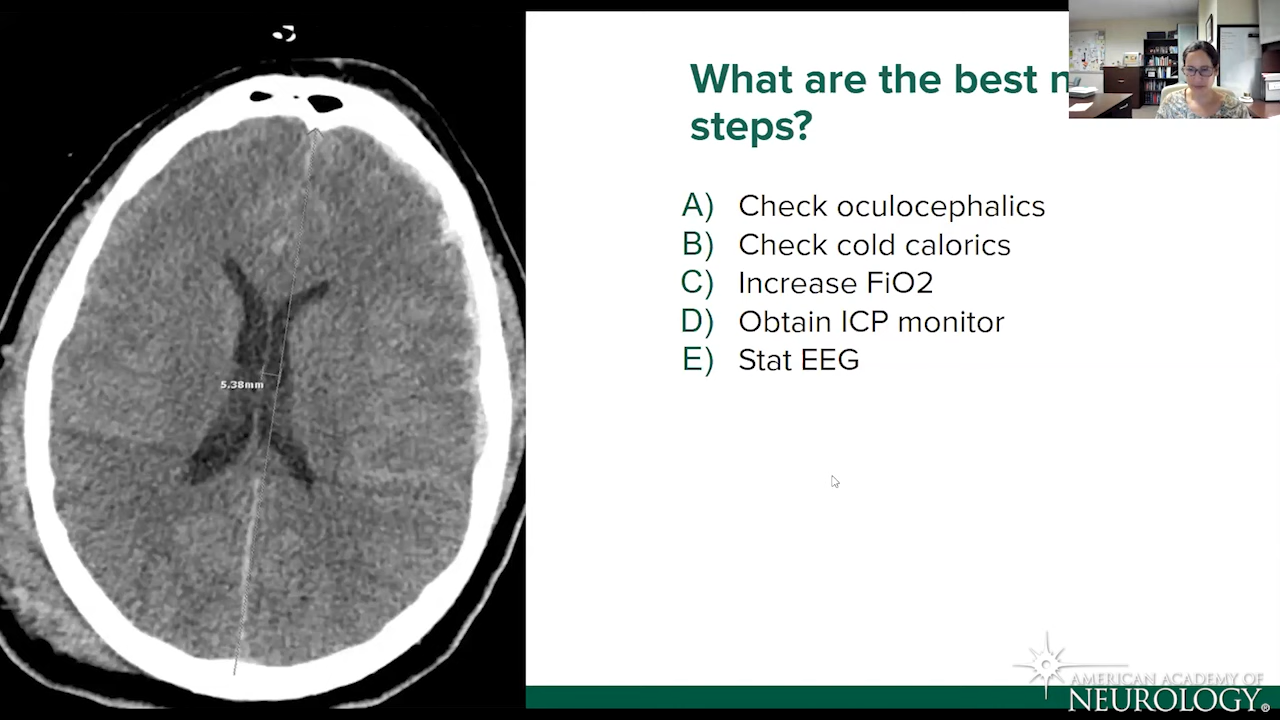 What are the best
steps?
A) Check oculocephalics
B) Check cold calorics
C) Increase FiO2
D) Obtain ICP monitor
E) Stat EEG
5.38mm
AMERICAN ACADEMY OF
NEUROLOGY®